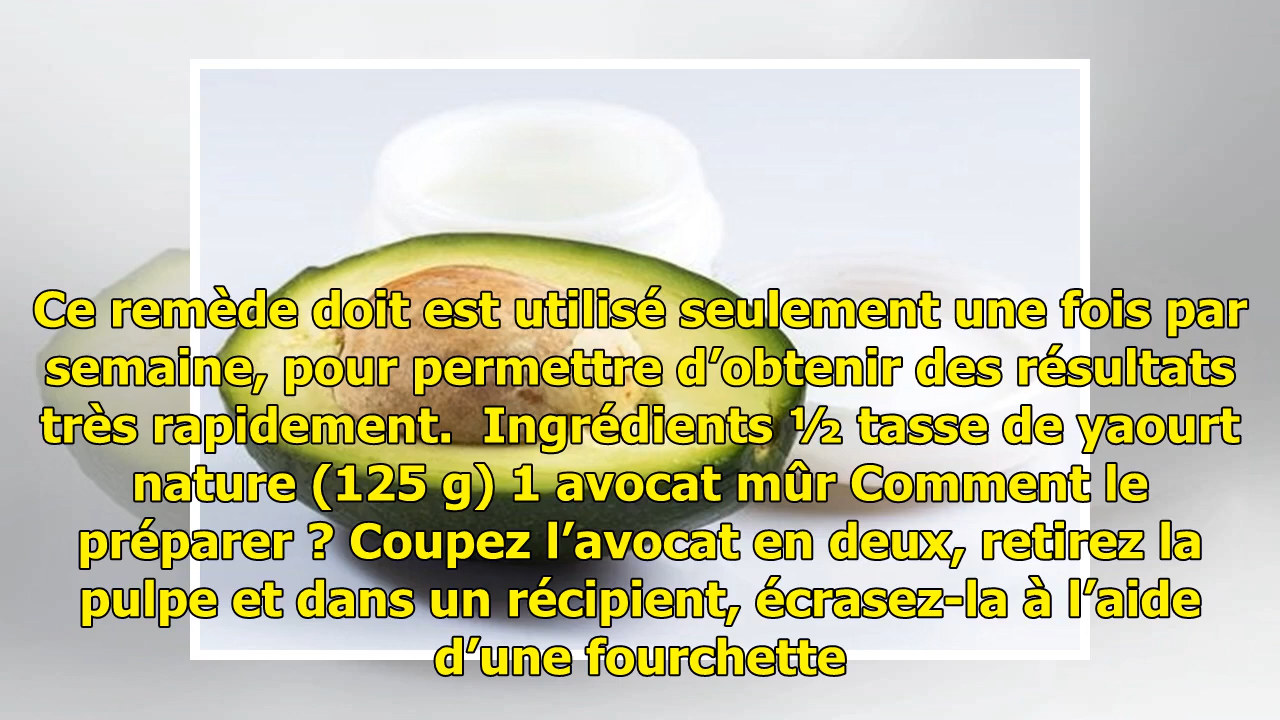 Ce remède doit est utilisé seulement une fois par
semaine, pour permettre d’obtenir des résultats
très rapidement.  Ingrédients ½ tasse de yaourt
nature (125 g) 1 avocat mûr Comment le
préparer ? Coupez l’avocat en deux, retirez la
pulpe et dans un récipient, écrasez-la à l’aide
d’une fourchette